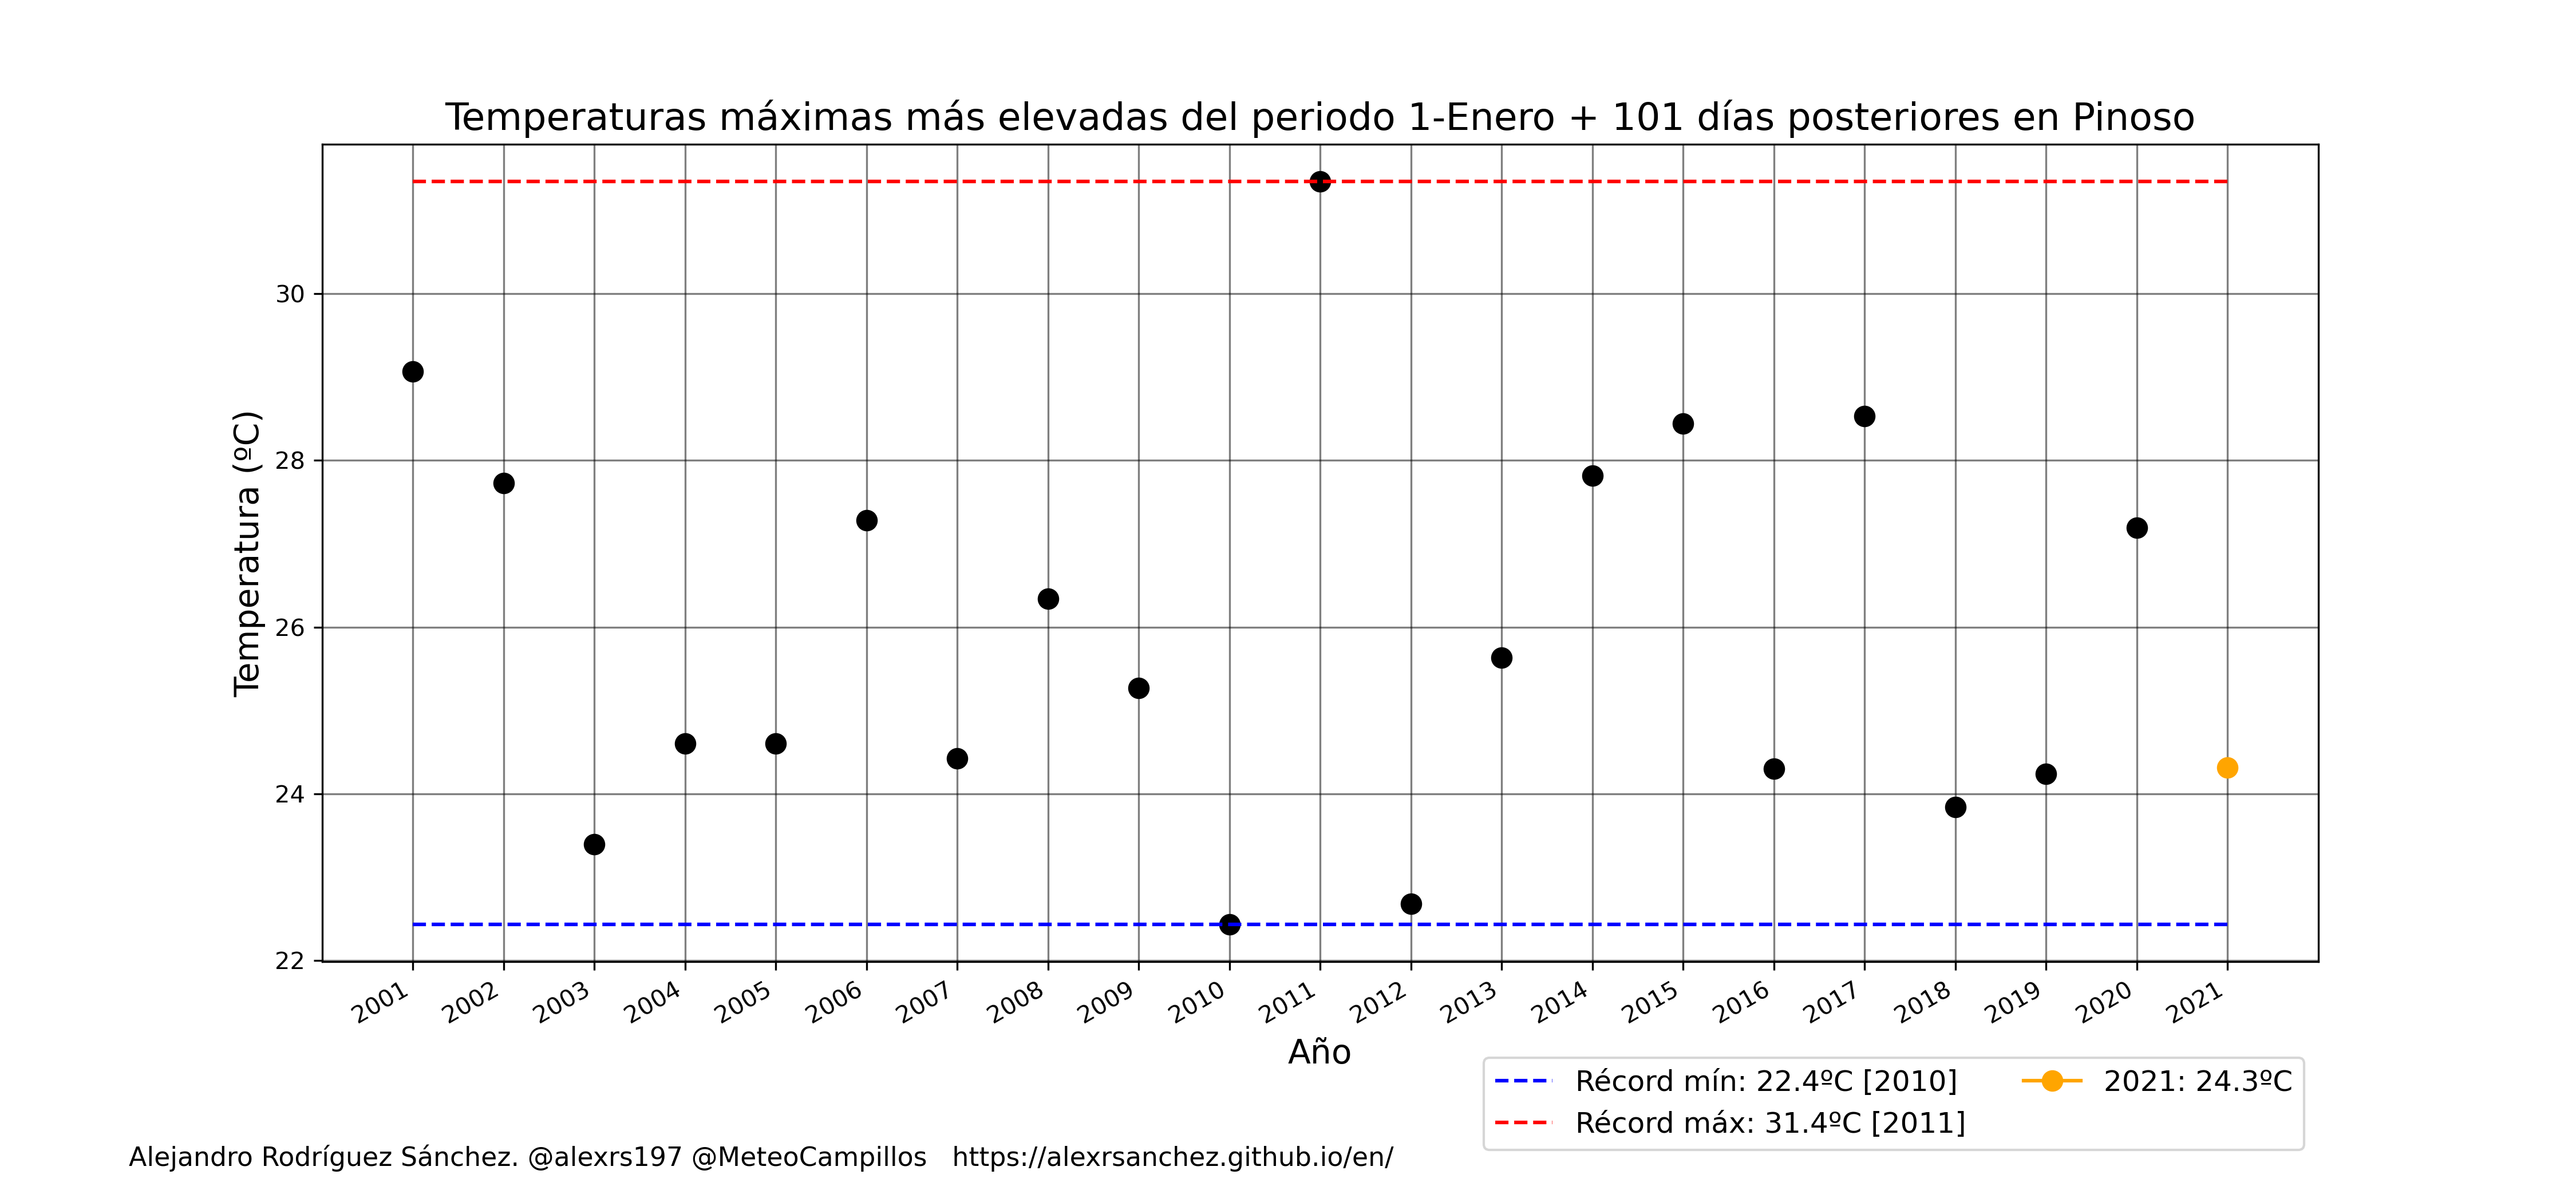 Temperaturas máximas más elevadas del periodo 1-Enero + 101 días posteriores en Pinoso
Temperatura (ºC)
30
28
26
24
22
2001 2002 2003 2004 2005 2006 2007 2008 2009 2010 2011 2012 2013 2014 2015 2016 2017 2018 2019 2020 2021
Año
Récord mín: 22.4ºC [2010]
Récord máx: 31.4ºC [2011]
2021: 24.3ºC
Alejandro Rodríguez Sánchez. @alexrs197 @MeteoCampillos https://alexrsanchez.github.io/en/